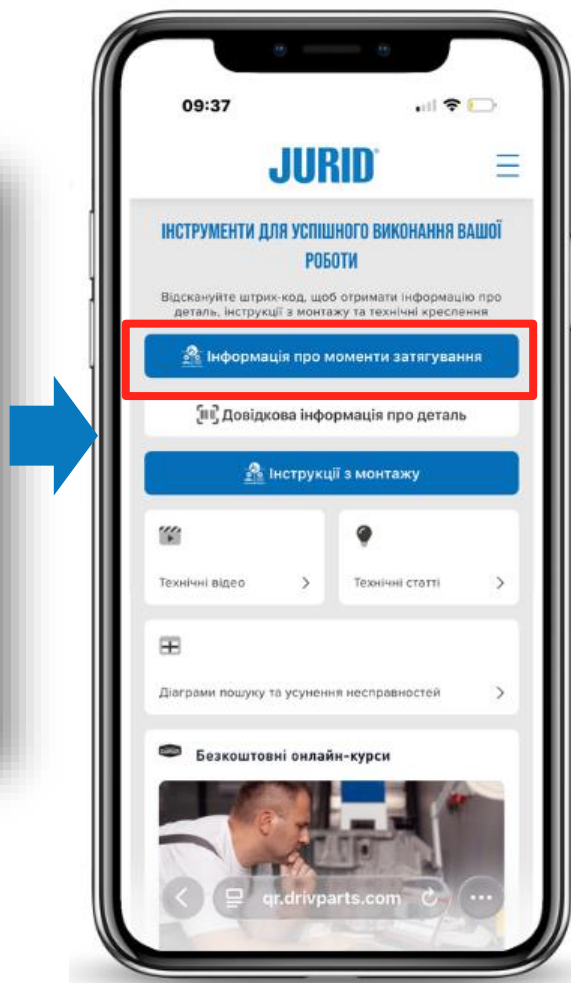 09:37
JURID®
ІНСТРУМЕНТИ ДЛЯ УСПІШНОГО ВИКОНАННЯ ВАШОЇ
РОБОТИ
Відскануйте штрих-код, щоб отримати інформацію про
деталь, інструкції з монтажу та технічні креслення
Інформація про моменти затягування
Довідкова інформація про деталь
Інструкції з монтажу
Технічні відео
Технічні статті
Діаграми пошуку та усунення несправностей
Безкоштовні онлайн-курси
qr.drivparts.com